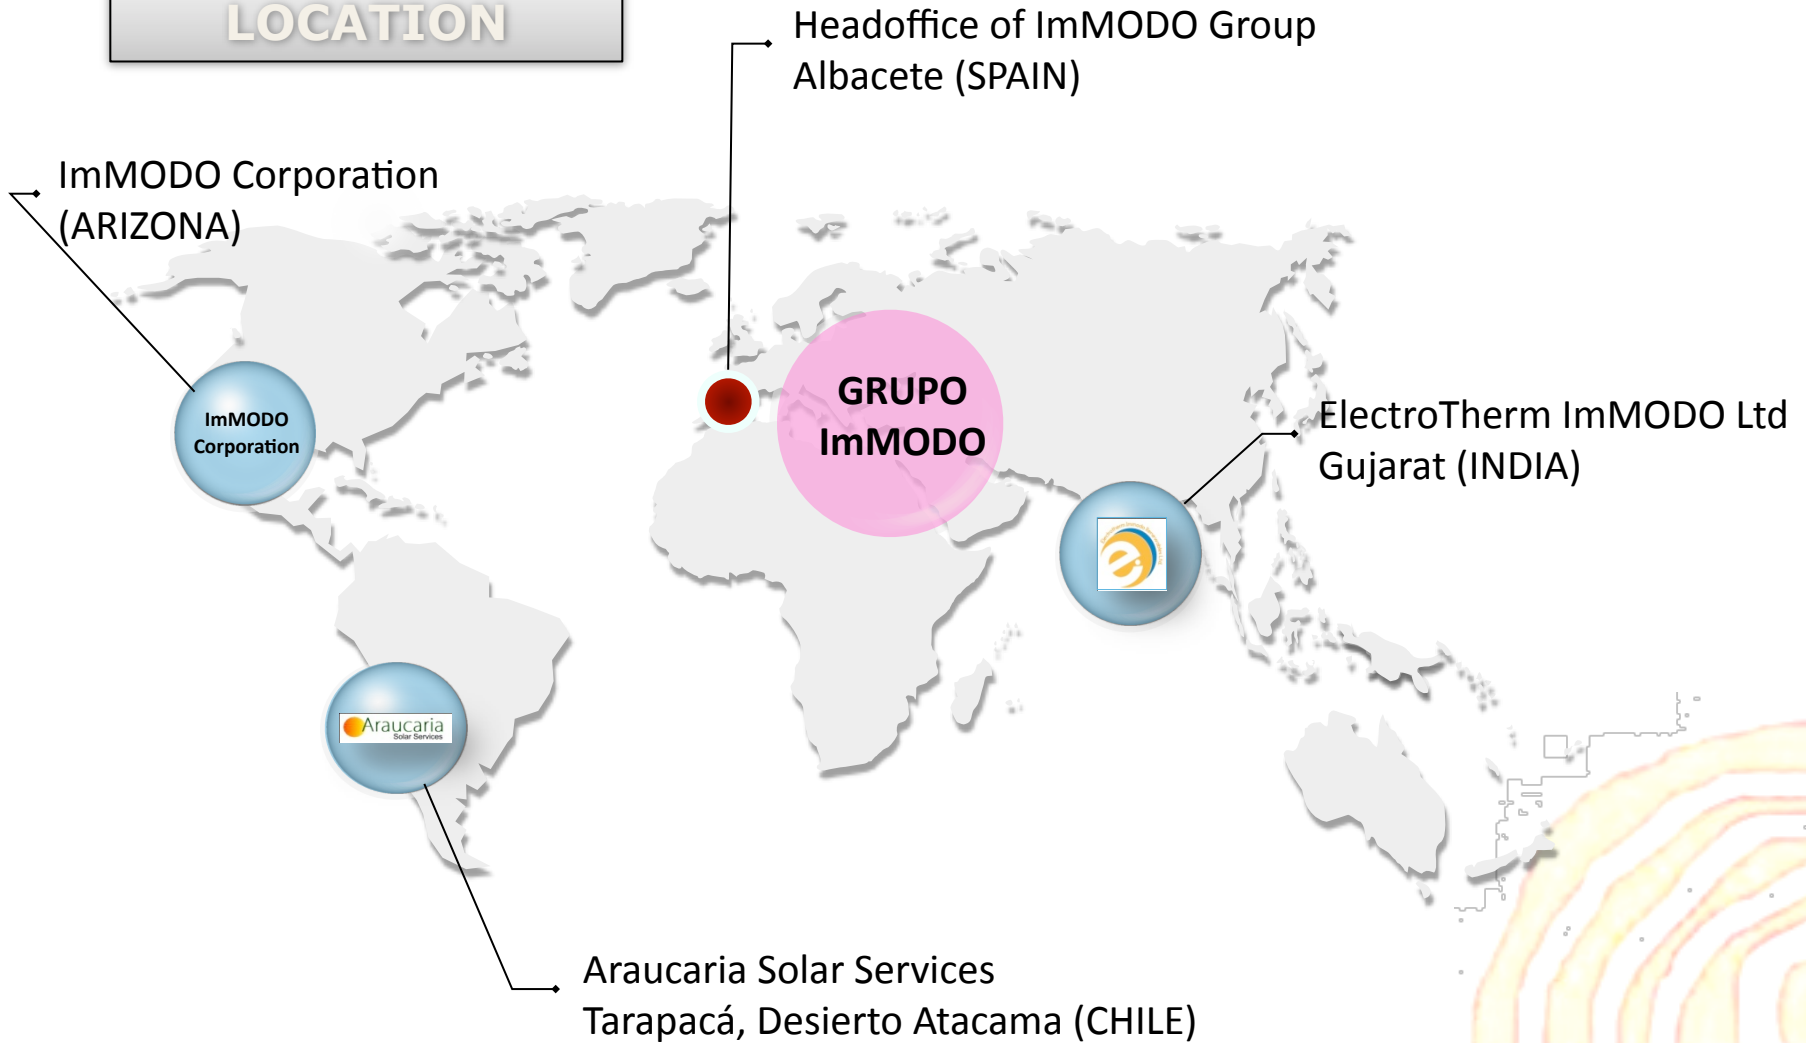 LOCATION
Headoffice of ImMODO Group
Albacete (SPAIN)
ImMODO Corporation
(ARIZONA)
GRUPO
ImMODO
ImMODO
Corporation
ElectroTherm ImMODO Ltd
Gujarat (INDIA)
ei
Araucaria
Solar Services
Araucaria Solar Services
Tarapacá, Desierto Atacama (CHILE)